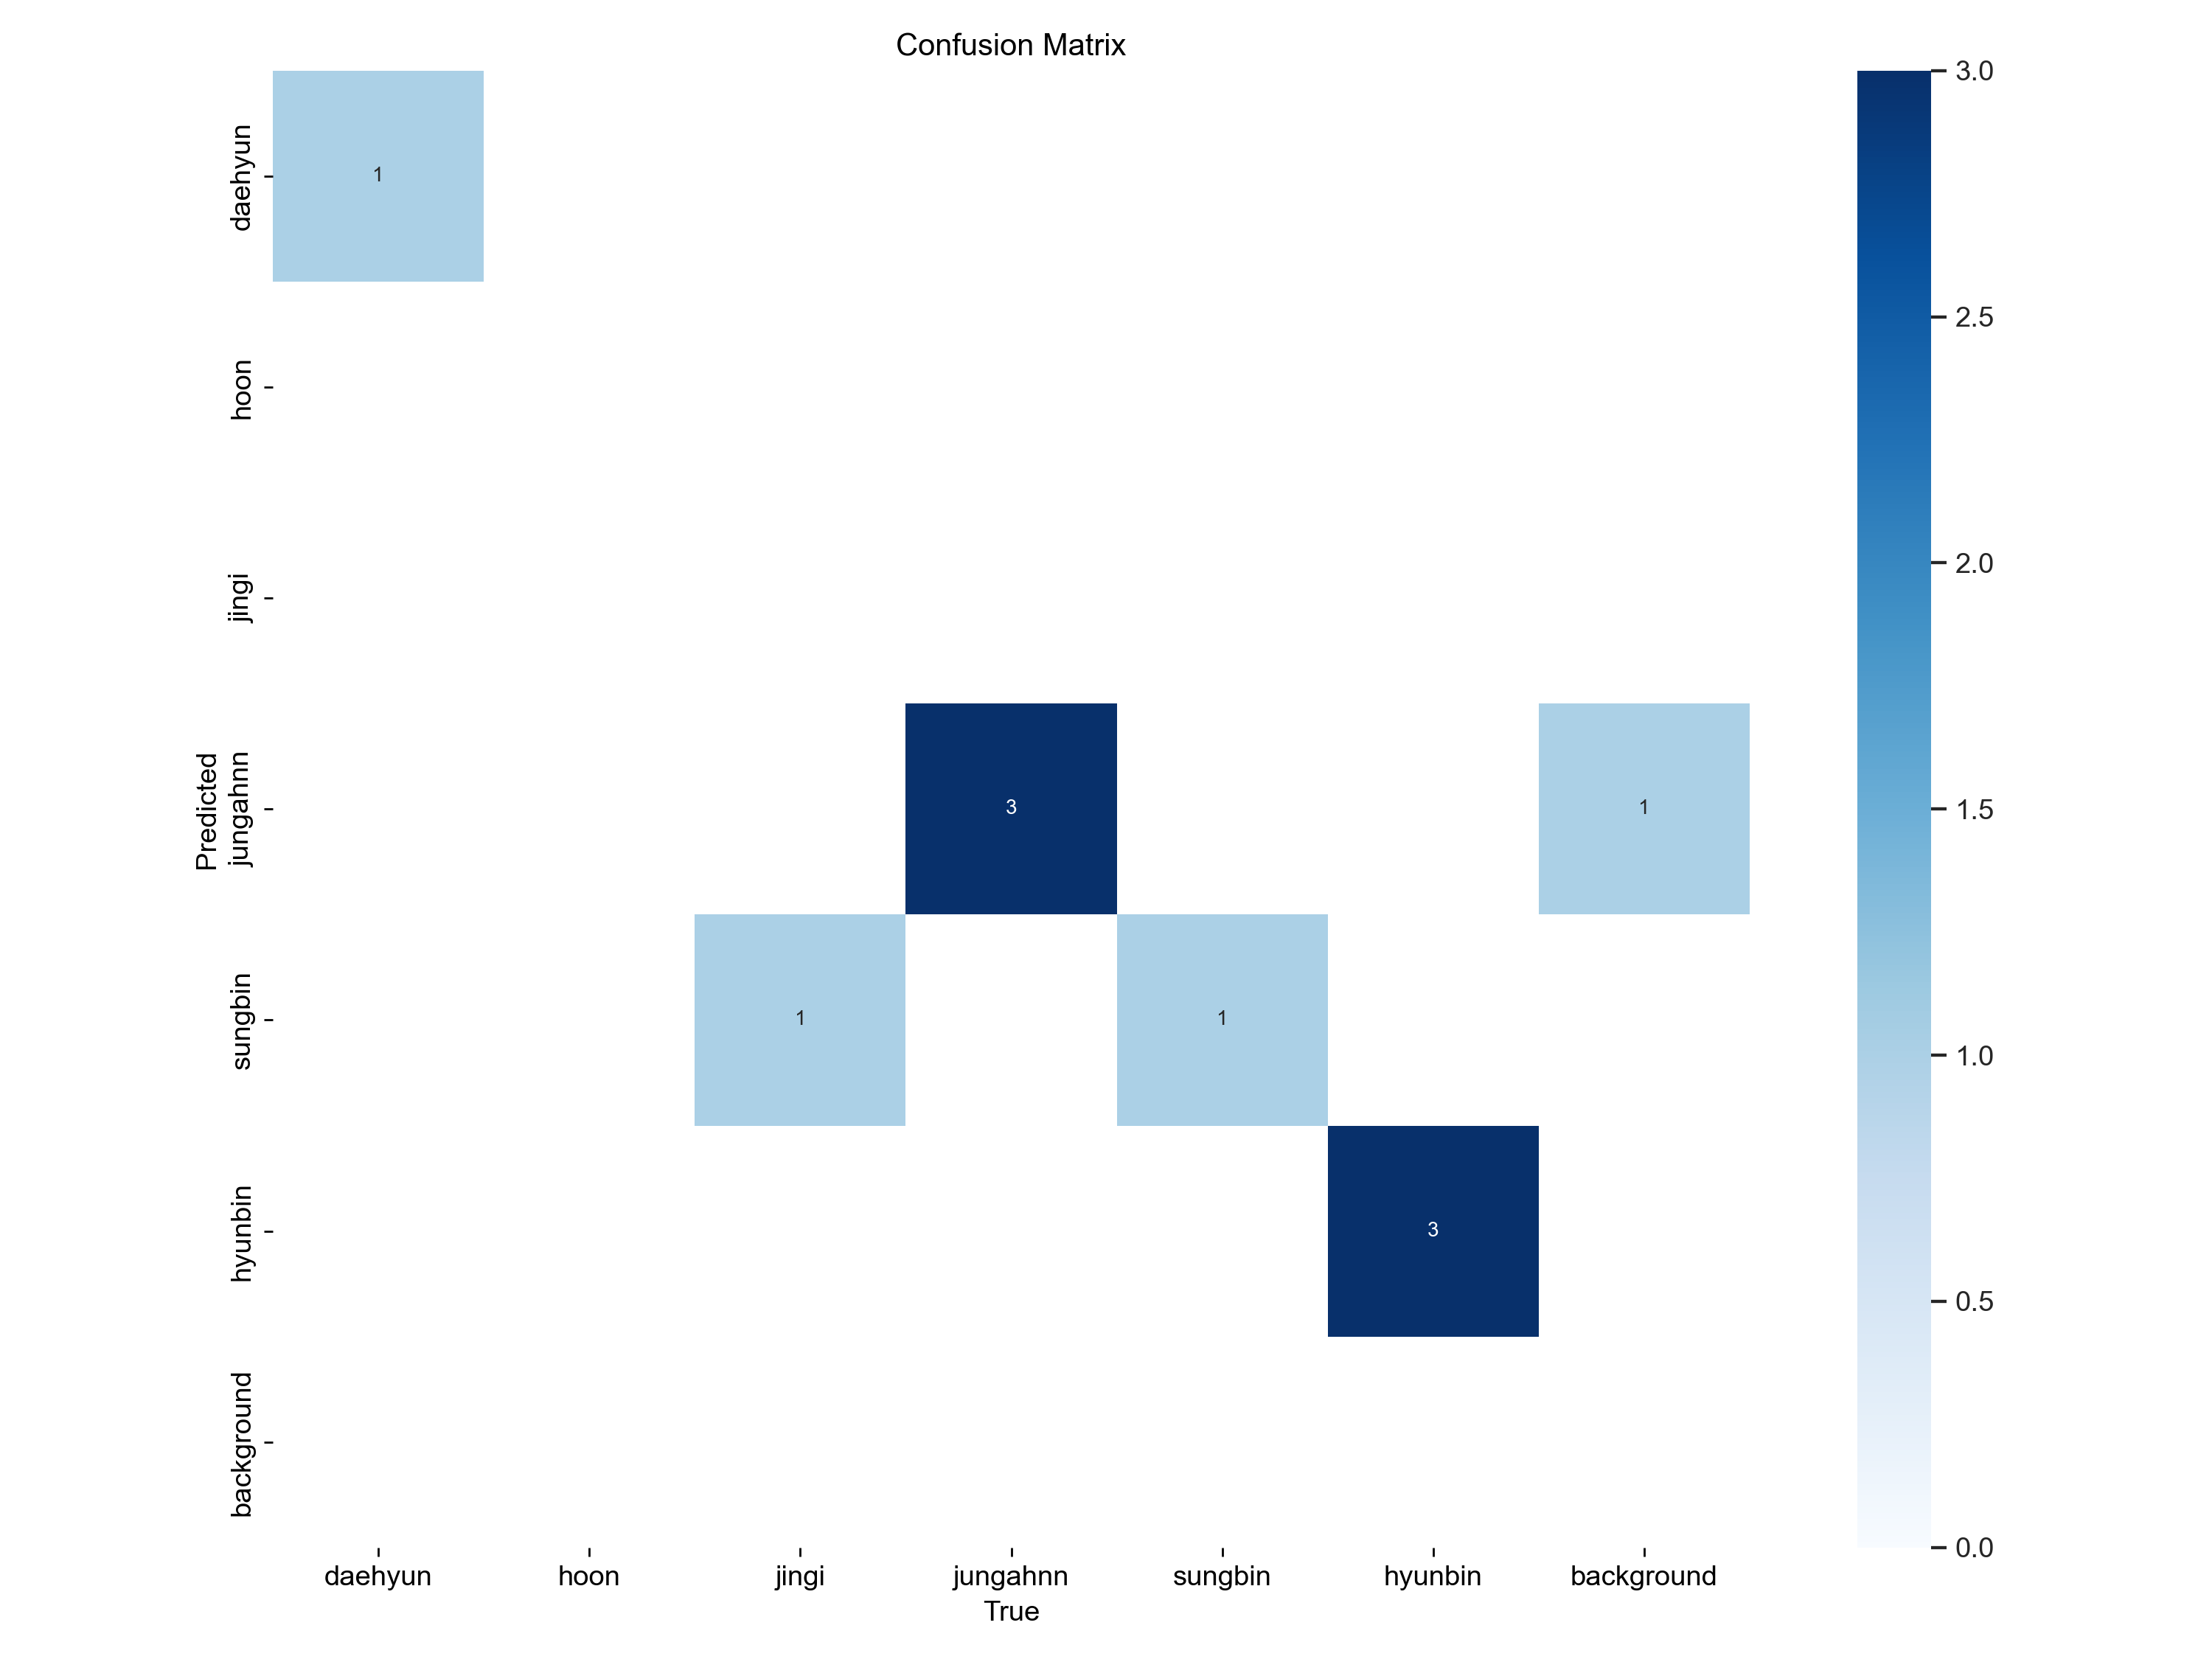 Confusion Matrix
daehyun
hoon
jingi
jungahnn
sungbin
hyunbin
background
Predicted
1
3
1
1
1
3
daehyun hoon jingi jungahnn sungbin hyunbin background
True
3.0
2.5
2.0
1.5
1.0
0.5
0.0